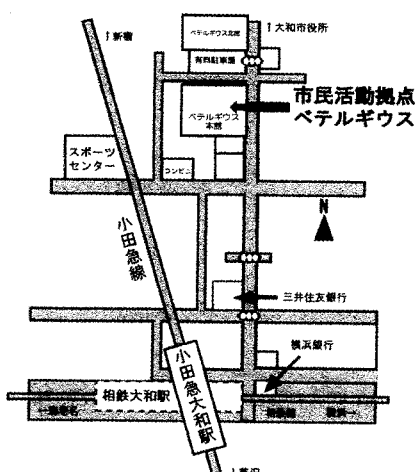 ベテルギウス北館
↑大和市役所
↑新宿
有料駐車場
市民活動拠点
ベテルギウス
ベテルギウス
本館
スポーツ
センター
コンビニ
N
小田急線
三井住友銀行
横浜銀行
小田急大和駅
相鉄大和駅